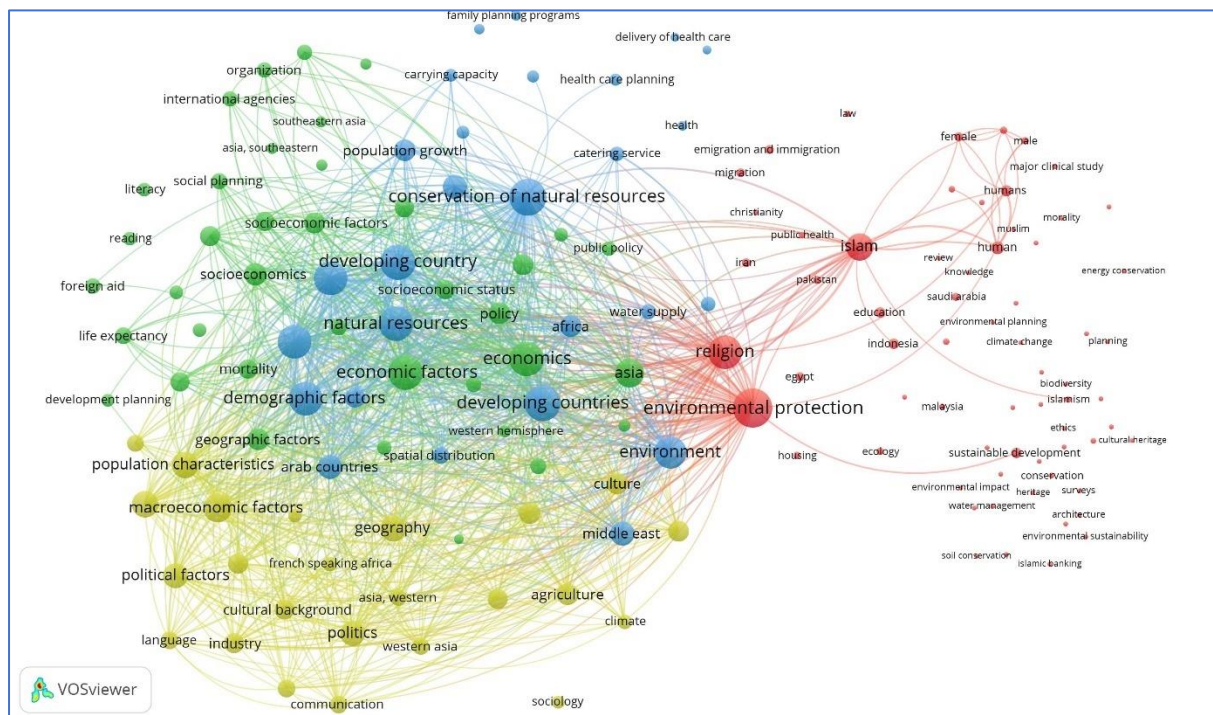 family planning programs
delivery of health care
organization
carrying capacity
health care planning
international agencies
law
southeastern asia
health
female
male
asia, southeastern
population growth
catering service
emigration and immigration
major clinical study
literacy
social planning
migration
conservation of natural resources
humans
christianity
morality
socioeconomic factors
public health
muslim
reading
public policy
islam
human
developing country
iran
review
socioeconomics
knowledge
energy conservation
foreign aid
socioeconomic status
pakistan
saudi arabia
policy
water supply
education
natural resources
africa
environmental planning
life expectancy
indonesia
climate change
planning
economics
religion
mortality
economic factors
asia
egypt
biodiversity
development planning
demographic factors
developing countries
environmental protection
malaysia
islamism
western hemisphere
ethics
geographic factors
cultural heritage
spatial distribution
environment
housing
ecology
sustainable development
population characteristics
arab countries
conservation
culture
environmental impact
heritage
surveys
macroeconomic factors
water management
architecture
geography
middle east
environmental sustainability
french speaking africa
soil conservation
islamic banking
political factors
asia, western
agriculture
cultural background
climate
language
industry
politics
western asia
VOSviewer
communication
sociology